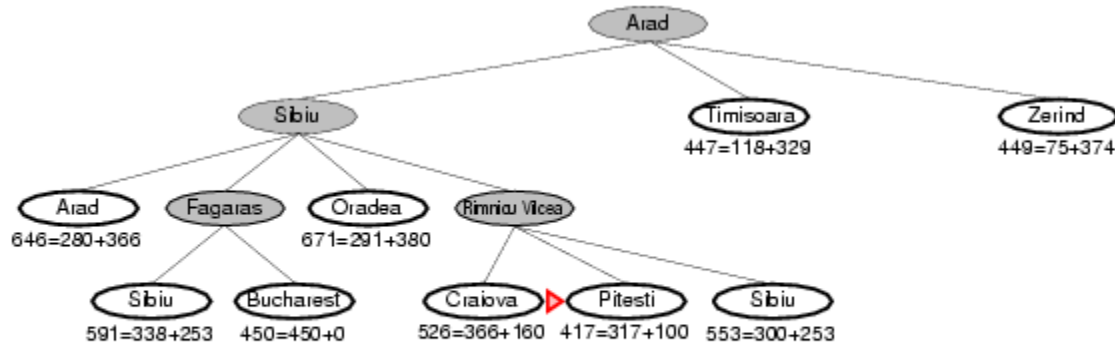 Arad
Sibiu
Timisoara
Zerind
447=118+329
449=75+374
Arad
Fagaras
Oradea
Rimnicu Vilcea
646=280+366
671=291+380
Sibiu
Bucharest
Craiova
Pitesti
Sibiu
591=338+253
450=450+0
526=366+160
417=317+100
553=300+253